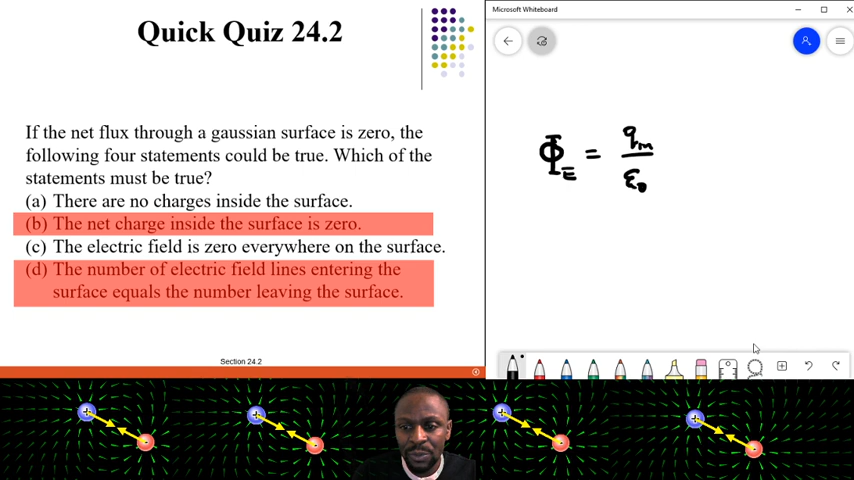 Quick Quiz 24.2
If the net flux through a gaussian surface is zero, the
following four statements could be true. Which of the
statements must be true?
(a) There are no charges inside the surface.
(b) The net charge inside the surface is zero.
(c) The electric field is zero everywhere on the surface.
(d) The number of electric field lines entering the
surface equals the number leaving the surface.
Section 24.2
Microsoft Whiteboard
Φ_E = q_in / ε_0